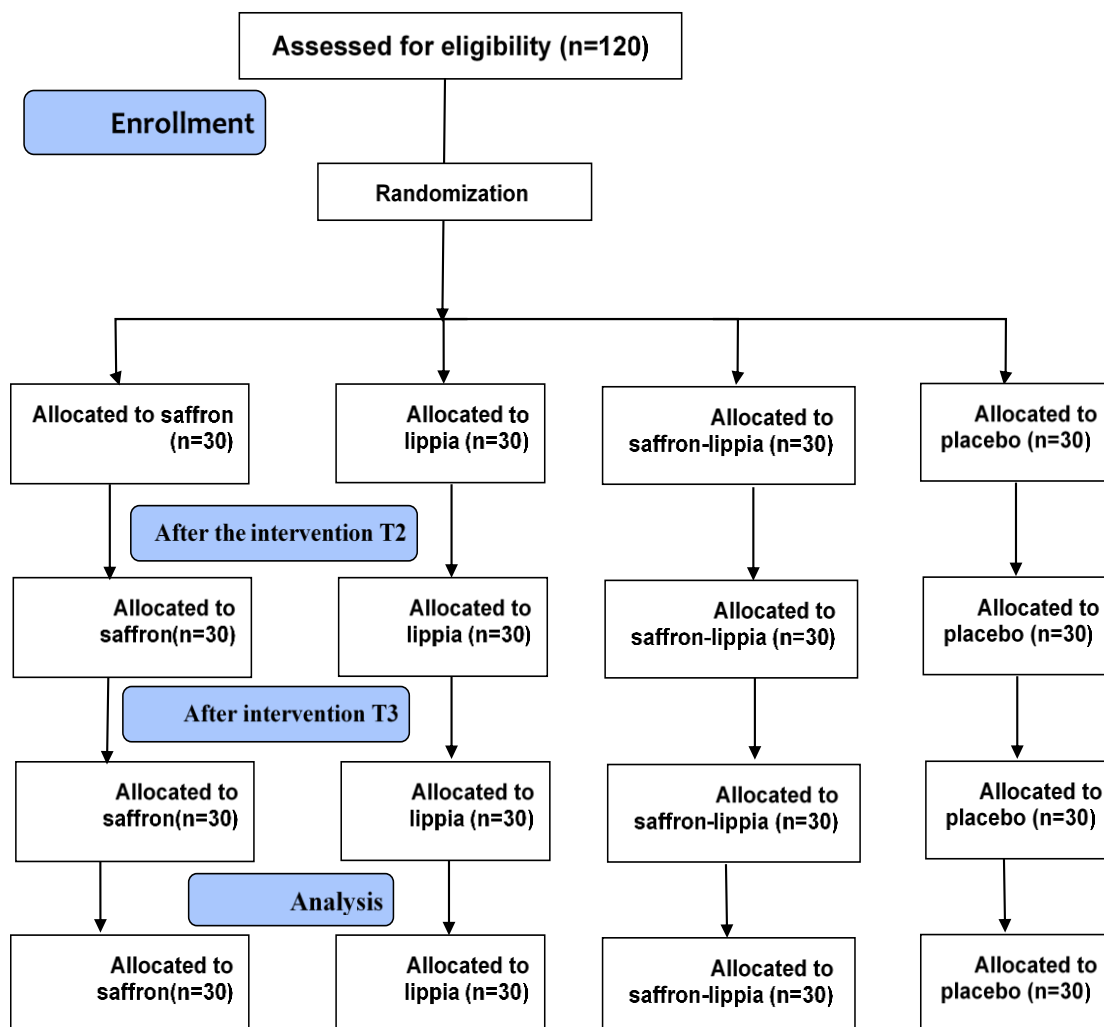 Assessed for eligibility (n=120)
Enrollment
Randomization
Allocated to saffron
(n=30)
Allocated to
lippia (n=30)
Allocated to
saffron-lippia (n=30)
Allocated to
placebo (n=30)
After the intervention T2
Allocated to
saffron(n=30)
Allocated to
lippia (n=30)
Allocated to
saffron-lippia (n=30)
Allocated to
placebo (n=30)
After intervention T3
Allocated to
saffron(n=30)
Allocated to
lippia (n=30)
Allocated to
saffron-lippia (n=30)
Allocated to
placebo (n=30)
Analysis
Allocated to
saffron(n=30)
Allocated to
lippia (n=30)
Allocated to
saffron-lippia (n=30)
Allocated to
placebo (n=30)